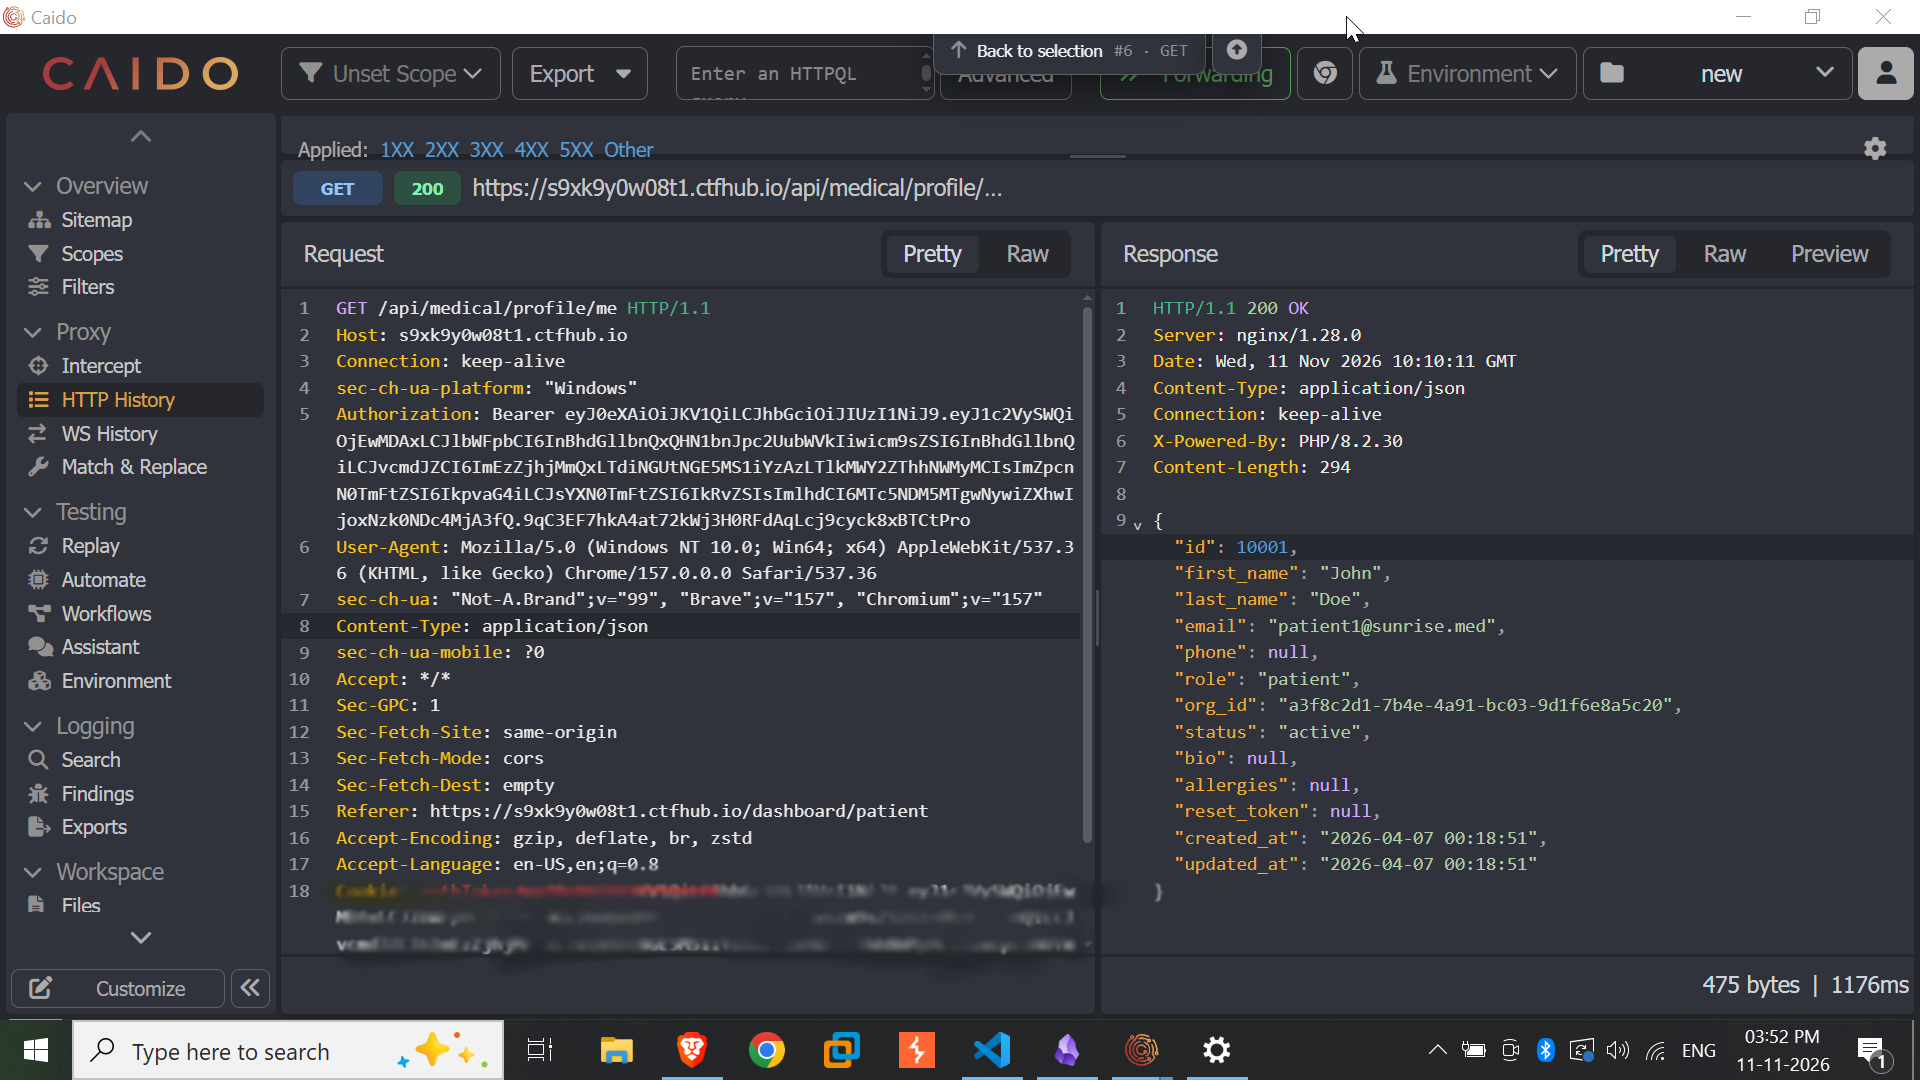 Caido
CAIDO
Unset Scope
Export
Enter an HTTPQL
Back to selection #6 · GET
Advanced
Forwarding
Environment
new
Applied: 1XX 2XX 3XX 4XX 5XX Other
GET 200 https://s9xk9y0w08t1.ctfhub.io/api/medical/profile/...
Overview
Sitemap
Scopes
Filters
Proxy
Intercept
HTTP History
WS History
Match & Replace
Testing
Replay
Automate
Workflows
Assistant
Environment
Logging
Search
Findings
Exports
Workspace
Files
Customize
Request
Pretty Raw
1 GET /api/medical/profile/me HTTP/1.1
2 Host: s9xk9y0w08t1.ctfhub.io
3 Connection: keep-alive
4 sec-ch-ua-platform: "Windows"
5 Authorization: Bearer eyJ0eXAiOiJKV1QiLCJhbGciOiJIUzI1NiJ9.eyJ1c2VySWQi
OjEwMDAxLCJlbWFpbCI6InBhdGllbnQxQHN1bnJpc2UubWVkIiwicm9sZSI6InBhdGllbnQ
iLCJvcmdJZCI6ImEzZjhjMmQxLTdiNGUtNGE5MS1iYzAzLTlkMWY2ZThhNWMyMCIsImZpcn
N0TmFtZSI6IkpvaG4iLCJsYXN0TmFtZSI6IkRvZSIsImlhdCI6MTc5NDM5MTgwNywiZXhwI
joxNzk0NDc4MjA3fQ.9qC3EF7hkA4at72kWj3H0RFdAqLcj9cyck8xBTCtPro
6 User-Agent: Mozilla/5.0 (Windows NT 10.0; Win64; x64) AppleWebKit/537.3
6 (KHTML, like Gecko) Chrome/157.0.0.0 Safari/537.36
7 sec-ch-ua: "Not-A.Brand";v="99", "Brave";v="157", "Chromium";v="157"
8 Content-Type: application/json
9 sec-ch-ua-mobile: ?0
10 Accept: */*
11 Sec-GPC: 1
12 Sec-Fetch-Site: same-origin
13 Sec-Fetch-Mode: cors
14 Sec-Fetch-Dest: empty
15 Referer: https://s9xk9y0w08t1.ctfhub.io/dashboard/patient
16 Accept-Encoding: gzip, deflate, br, zstd
17 Accept-Language: en-US,en;q=0.8
18
Response
Pretty Raw Preview
1 HTTP/1.1 200 OK
2 Server: nginx/1.28.0
3 Date: Wed, 11 Nov 2026 10:10:11 GMT
4 Content-Type: application/json
5 Connection: keep-alive
6 X-Powered-By: PHP/8.2.30
7 Content-Length: 294
8
9 {
"id": 10001,
"first_name": "John",
"last_name": "Doe",
"email": "patient1@sunrise.med",
"phone": null,
"role": "patient",
"org_id": "a3f8c2d1-7b4e-4a91-bc03-9d1f6e8a5c20",
"status": "active",
"bio": null,
"allergies": null,
"reset_token": null,
"created_at": "2026-04-07 00:18:51",
"updated_at": "2026-04-07 00:18:51"
}
475 bytes | 1176ms
Type here to search
ENG
03:52 PM
11-11-2026
1